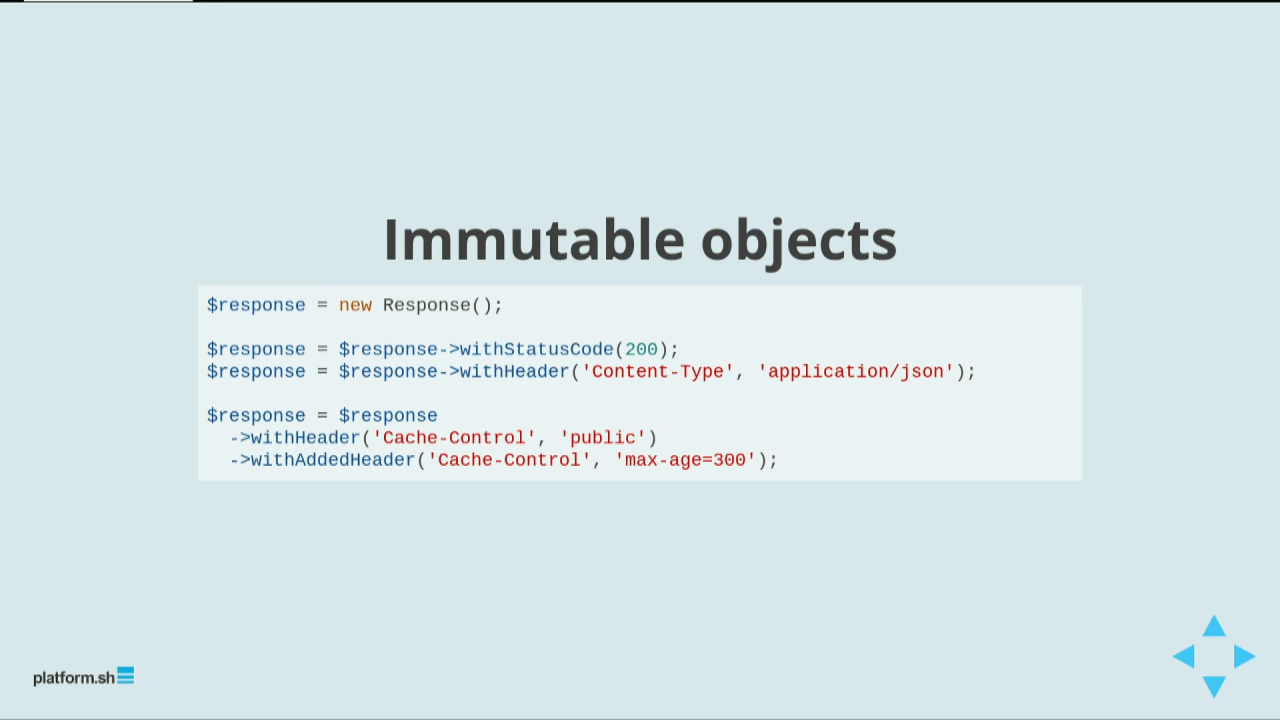 Immutable objects
$response = new Response();
$response = $response->withStatusCode(200);
$response = $response->withHeader('Content-Type', 'application/json');
$response = $response
->withHeader('Cache-Control', 'public')
->withAddedHeader('Cache-Control', 'max-age=300');
platform.sh